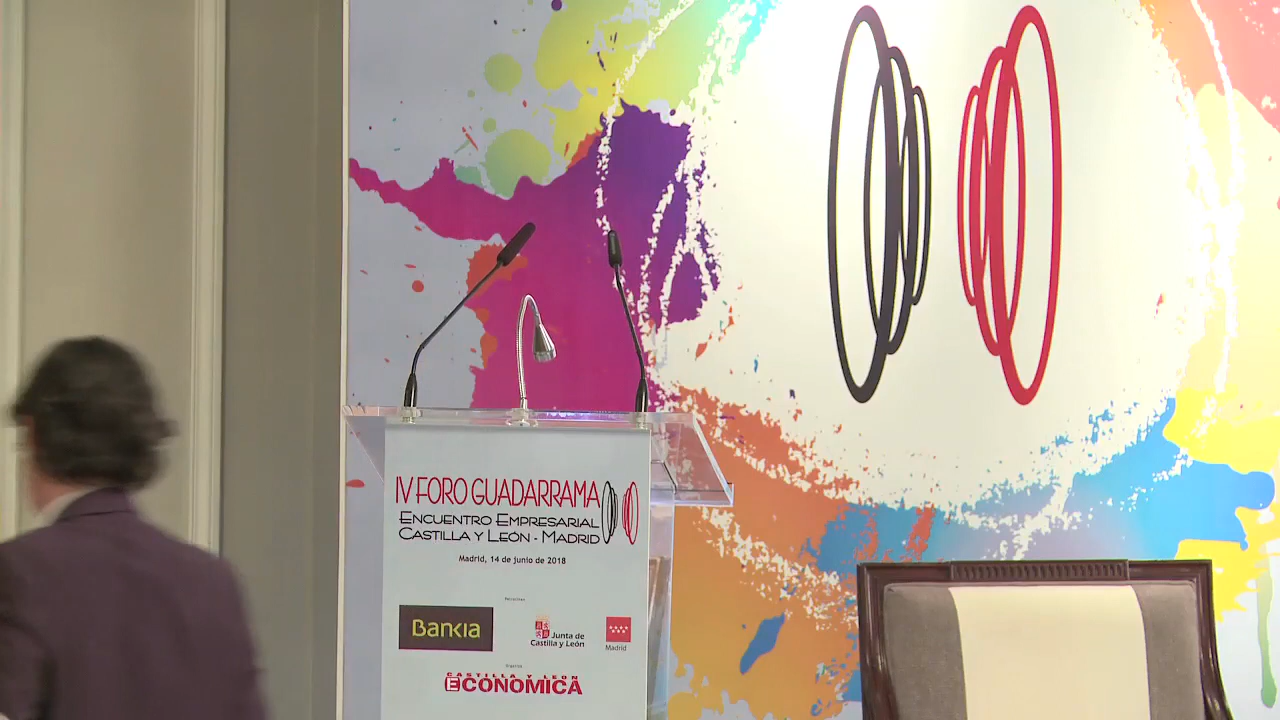 IV FORO GUADARRAMA
ENCUENTRO EMPRESARIAL
CASTILLA Y LEÓN - MADRID
Madrid, 14 de junio de 2018
Bankia
Junta de
Castilla y León
Madrid
CASTILLA Y LEÓN
ECONÓMICA